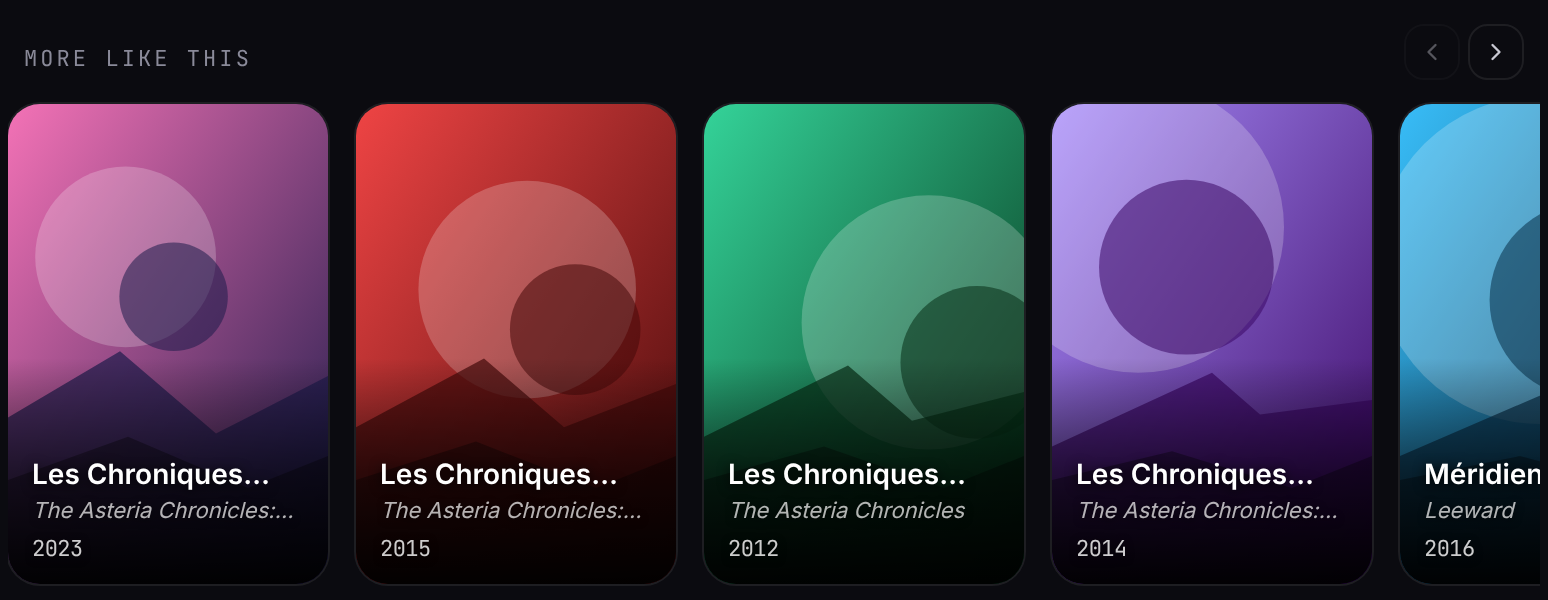 MORE LIKE THIS
Les Chroniques...
The Asteria Chronicles:...
2023
Les Chroniques...
The Asteria Chronicles:...
2015
Les Chroniques...
The Asteria Chronicles
2012
Les Chroniques...
The Asteria Chronicles:...
2014
Méridien
Leeward
2016